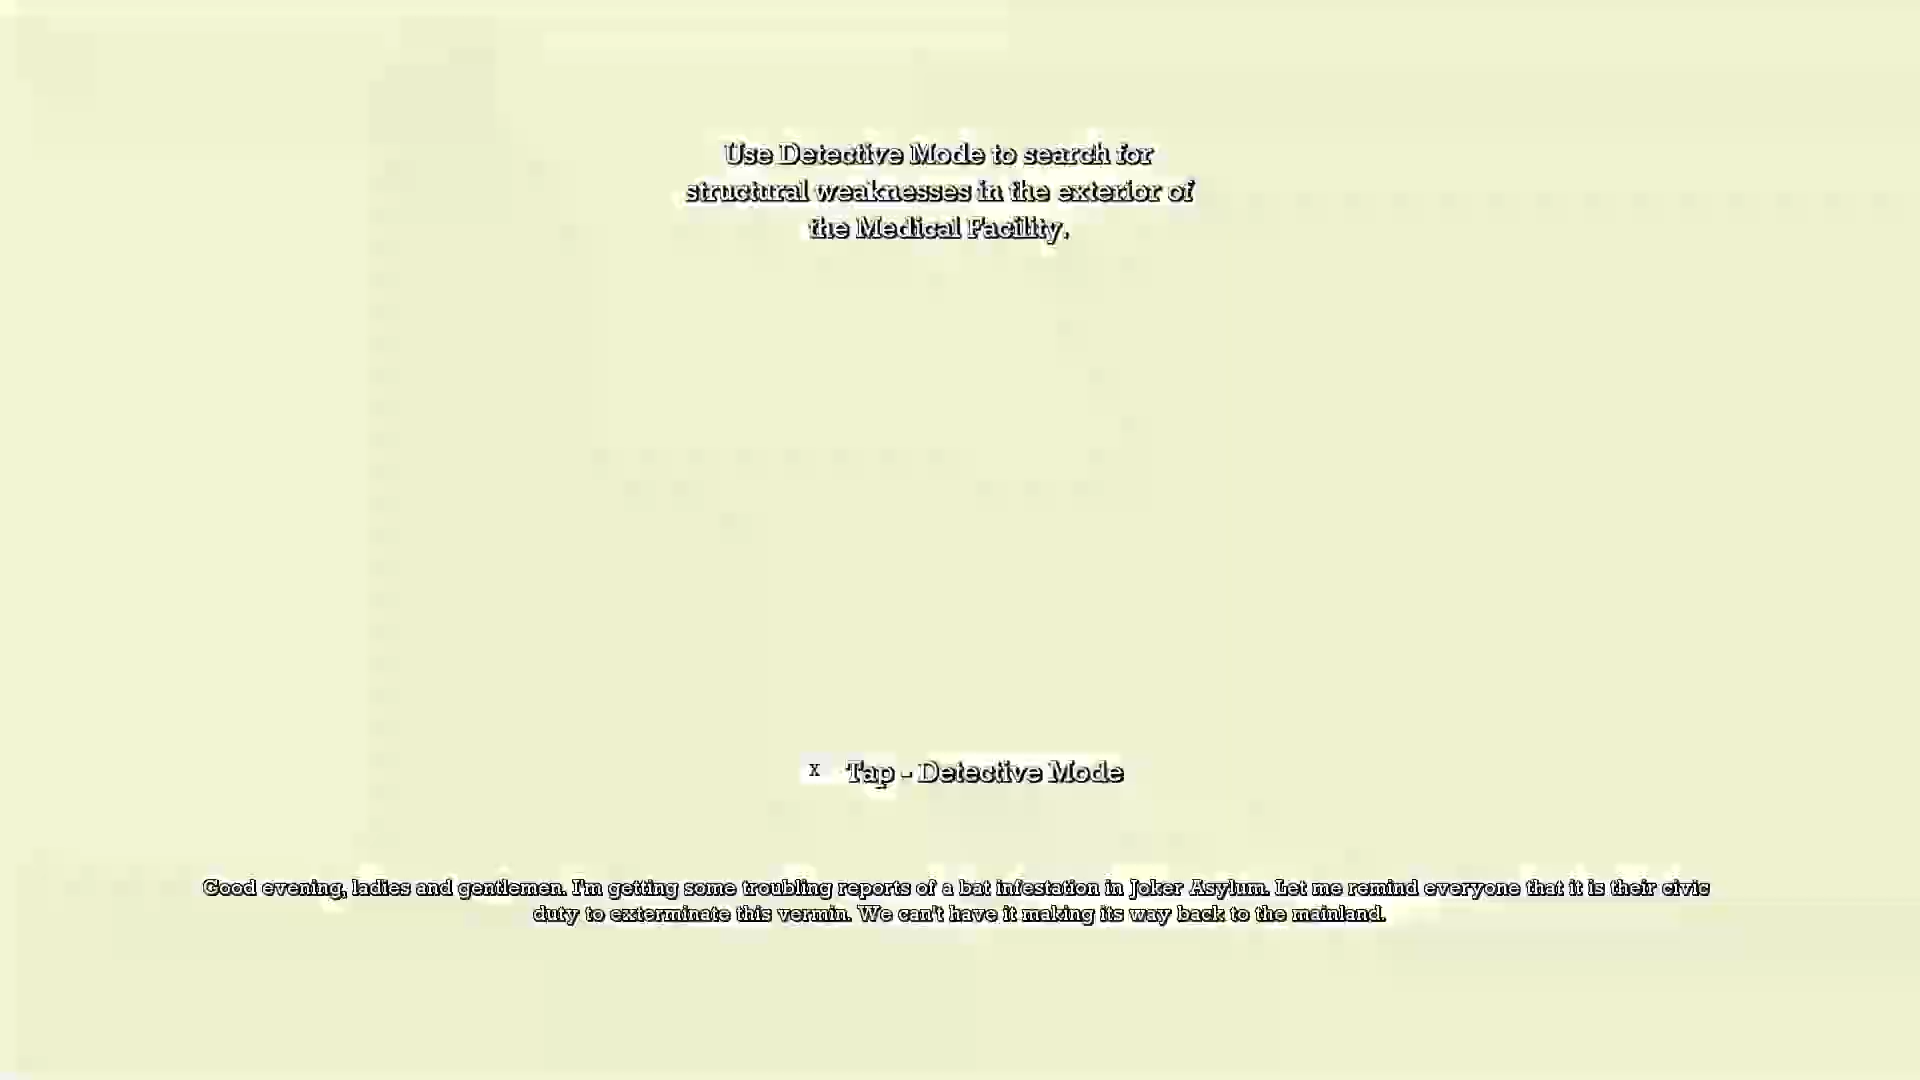 Use Detective Mode to search for
structural weaknesses in the exterior of
the Medical Facility.
X Tap - Detective Mode
Good evening, ladies and gentlemen. I'm getting some troubling reports of a bat infestation in Joker Asylum. Let me remind everyone that it is their civic
duty to exterminate this vermin. We can't have it making its way back to the mainland.